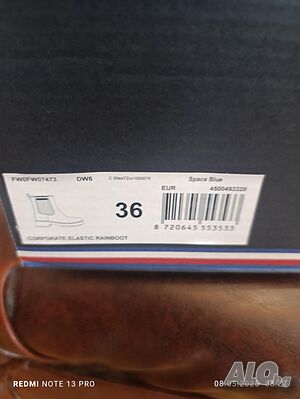 FW0FW07473 DW6 Space Blue
EUR 4600493329
36
8 720645 553533
CORPORATE ELASTIC RAINBOOT
ALO.bg
REDMI NOTE 13 PRO